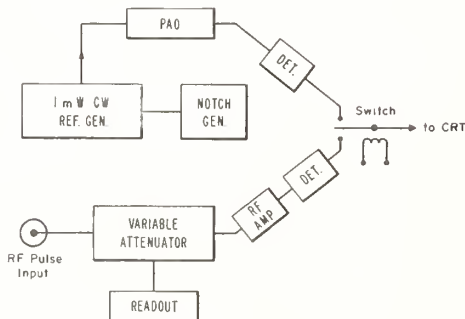 PAO
DET.
1 mW CW
REF. GEN.
NOTCH
GEN.
Switch
to CRT
DET.
RF
AMP
VARIABLE
ATTENUATOR
RF Pulse
Input
READOUT